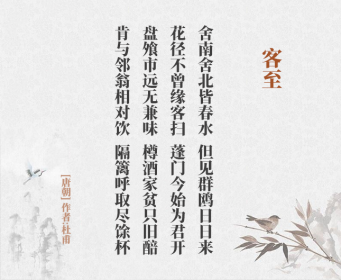 客至
舍南舍北皆春水 但见群鸥日日来
花径不曾缘客扫 蓬门今始为君开
盘飧市远无兼味 樽酒家贫只旧醅
肯与邻翁相对饮 隔篱呼取尽馀杯
[唐朝]作者:杜甫